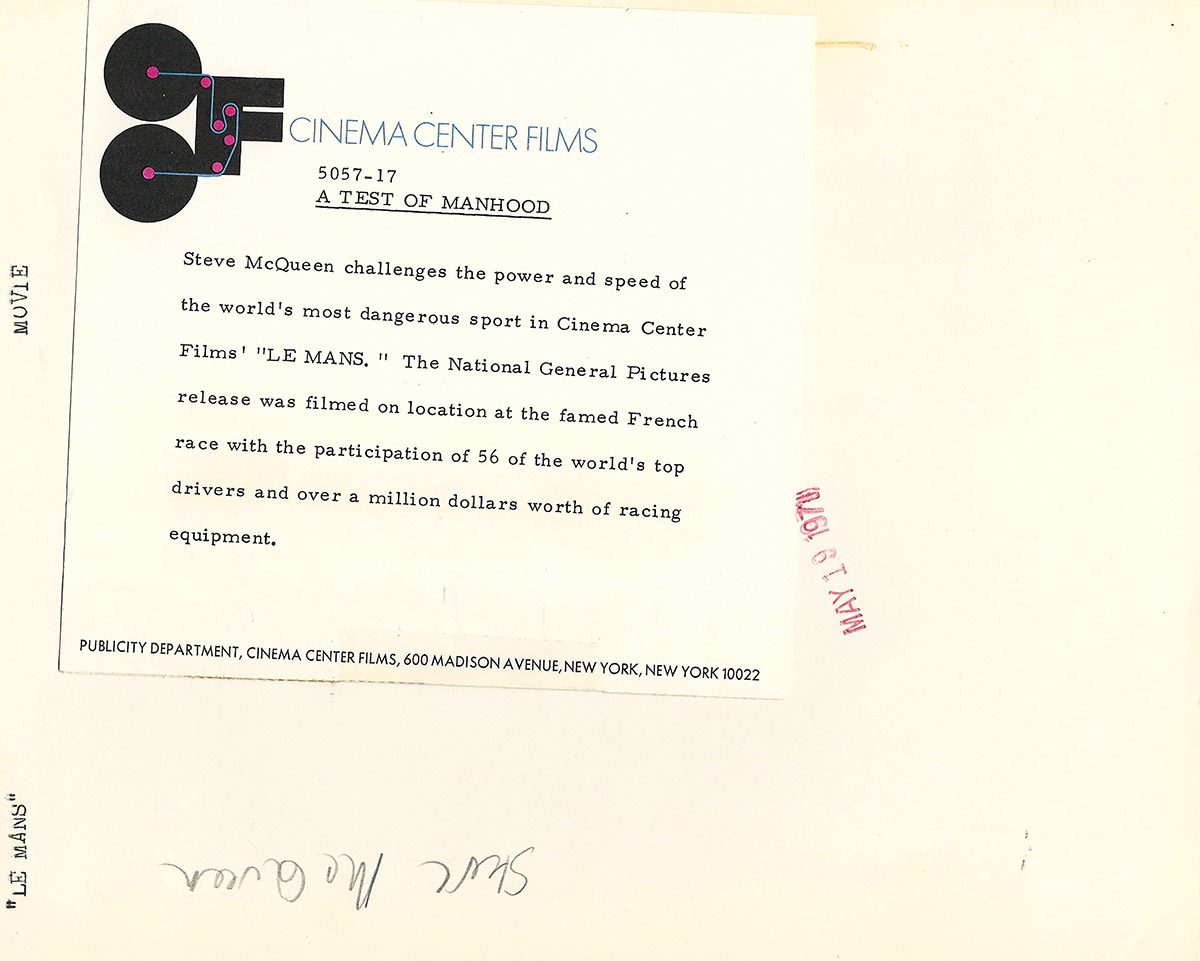 CINEMA CENTER FILMS
5057-17
A TEST OF MANHOOD
Steve McQueen challenges the power and speed of
the world's most dangerous sport in Cinema Center
Films' "LE MANS. " The National General Pictures
release was filmed on location at the famed French
race with the participation of 56 of the world's top
drivers and over a million dollars worth of racing
equipment.
PUBLICITY DEPARTMENT, CINEMA CENTER FILMS, 600 MADISON AVENUE, NEW YORK, NEW YORK 10022
MOVIE
"LE MANS"
MAY 19
Steve McQueen